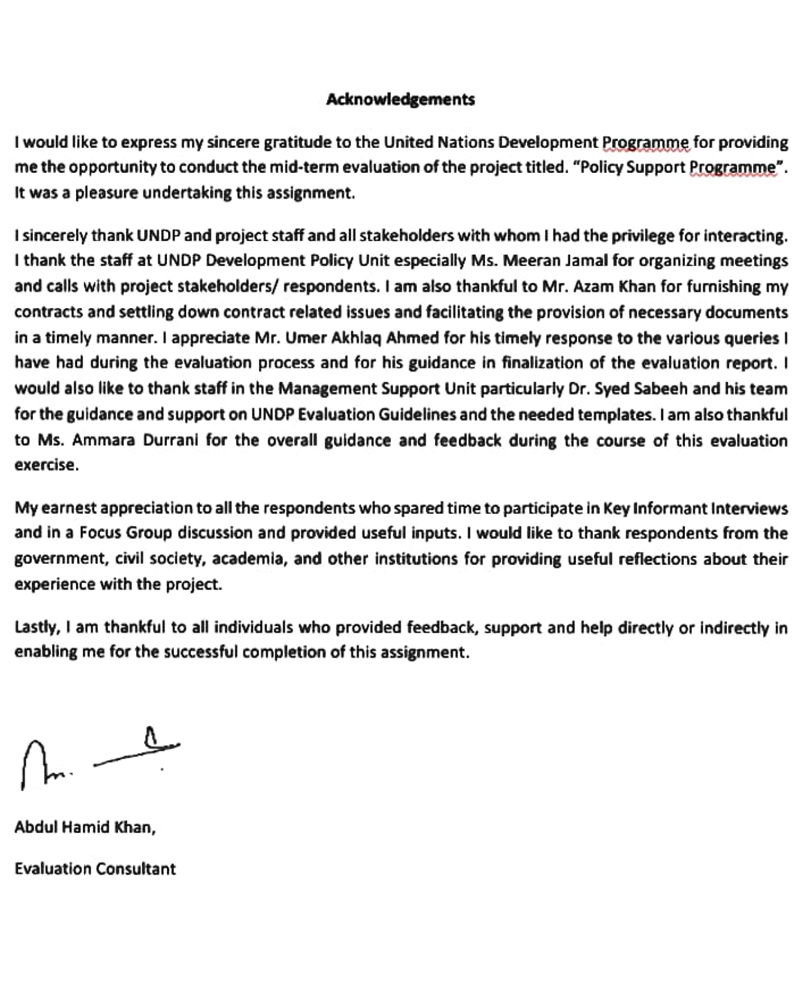 Acknowledgements
I would like to express my sincere gratitude to the United Nations Development Programme for providing
me the opportunity to conduct the mid-term evaluation of the project titled. “Policy Support Programme”.
It was a pleasure undertaking this assignment.
I sincerely thank UNDP and project staff and all stakeholders with whom I had the privilege for interacting.
I thank the staff at UNDP Development Policy Unit especially Ms. Meeran Jamal for organizing meetings
and calls with project stakeholders/ respondents. I am also thankful to Mr. Azam Khan for furnishing my
contracts and settling down contract related issues and facilitating the provision of necessary documents
in a timely manner. I appreciate Mr. Umer Akhlaq Ahmed for his timely response to the various queries I
have had during the evaluation process and for his guidance in finalization of the evaluation report. I
would also like to thank staff in the Management Support Unit particularly Dr. Syed Sabeeh and his team
for the guidance and support on UNDP Evaluation Guidelines and the needed templates. I am also thankful
to Ms. Ammara Durrani for the overall guidance and feedback during the course of this evaluation
exercise.
My earnest appreciation to all the respondents who spared time to participate in Key Informant Interviews
and in a Focus Group discussion and provided useful inputs. I would like to thank respondents from the
government, civil society, academia, and other institutions for providing useful reflections about their
experience with the project.
Lastly, I am thankful to all individuals who provided feedback, support and help directly or indirectly in
enabling me for the successful completion of this assignment.
Abdul Hamid Khan,
Evaluation Consultant